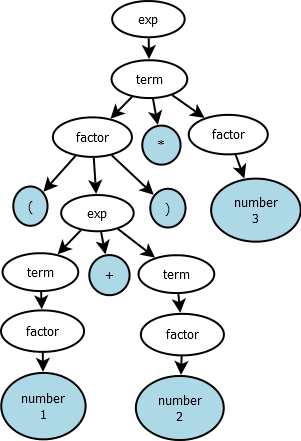 exp
term
factor
*
factor
(
exp
)
number
3
term
+
term
factor
factor
number
1
number
2